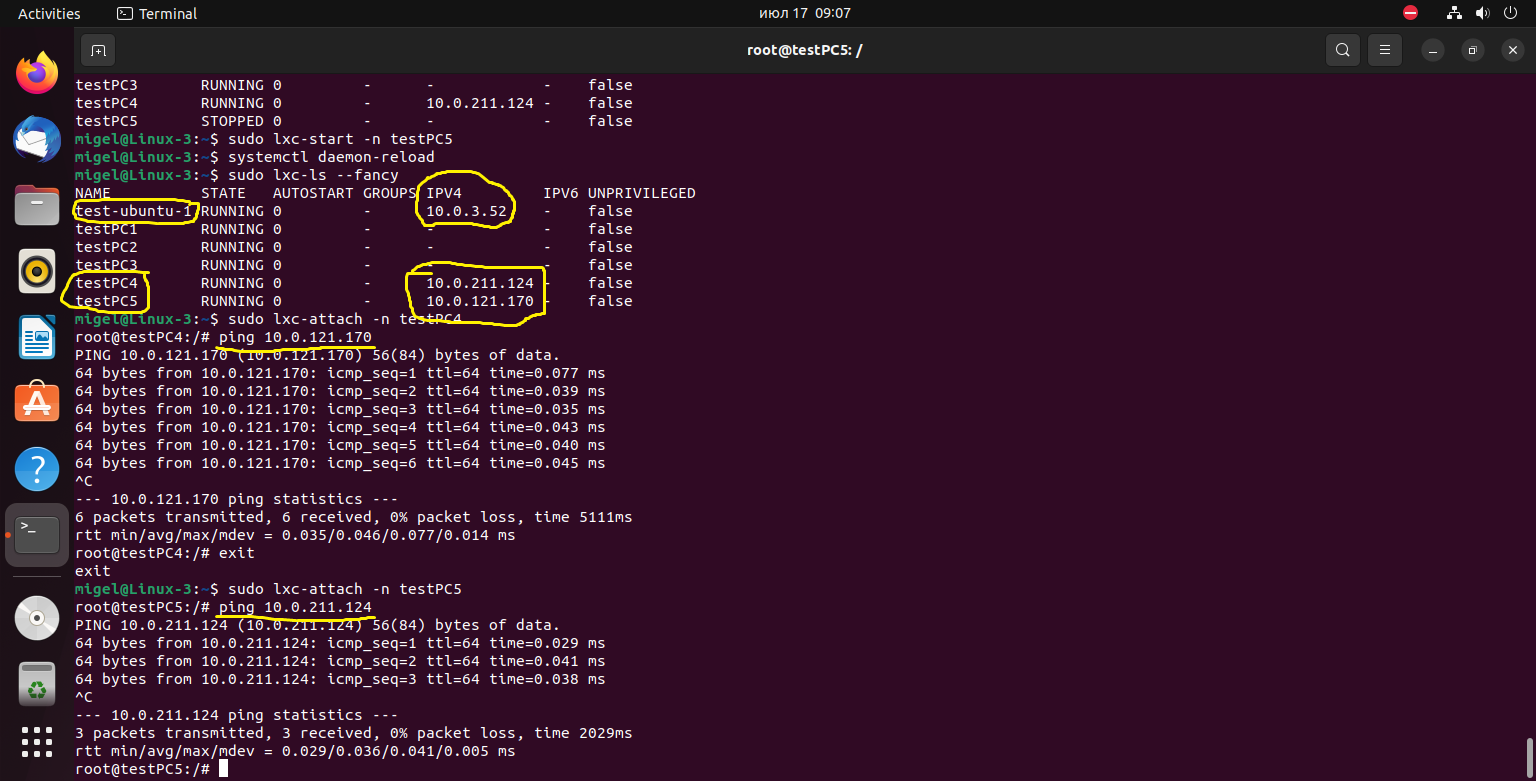 Activities Terminal июл 17 09:07
root@testPC5: /
testPC3 RUNNING 0 - - - false
testPC4 RUNNING 0 - 10.0.211.124 - false
testPC5 STOPPED 0 - - - false
migel@Linux-3:~$ sudo lxc-start -n testPC5
migel@Linux-3:~$ systemctl daemon-reload
migel@Linux-3:~$ sudo lxc-ls --fancy
NAME STATE AUTOSTART GROUPS IPV4 IPV6 UNPRIVILEGED
test-ubuntu-1 RUNNING 0 - 10.0.3.52 - false
testPC1 RUNNING 0 - - - false
testPC2 RUNNING 0 - - - false
testPC3 RUNNING 0 - - - false
testPC4 RUNNING 0 - 10.0.211.124 - false
testPC5 RUNNING 0 - 10.0.121.170 - false
migel@Linux-3:~$ sudo lxc-attach -n testPC4
root@testPC4:/# ping 10.0.121.170
PING 10.0.121.170 (10.0.121.170) 56(84) bytes of data.
64 bytes from 10.0.121.170: icmp_seq=1 ttl=64 time=0.077 ms
64 bytes from 10.0.121.170: icmp_seq=2 ttl=64 time=0.039 ms
64 bytes from 10.0.121.170: icmp_seq=3 ttl=64 time=0.035 ms
64 bytes from 10.0.121.170: icmp_seq=4 ttl=64 time=0.043 ms
64 bytes from 10.0.121.170: icmp_seq=5 ttl=64 time=0.040 ms
64 bytes from 10.0.121.170: icmp_seq=6 ttl=64 time=0.045 ms
^C
--- 10.0.121.170 ping statistics ---
6 packets transmitted, 6 received, 0% packet loss, time 5111ms
rtt min/avg/max/mdev = 0.035/0.046/0.077/0.014 ms
root@testPC4:/# exit
exit
migel@Linux-3:~$ sudo lxc-attach -n testPC5
root@testPC5:/# ping 10.0.211.124
PING 10.0.211.124 (10.0.211.124) 56(84) bytes of data.
64 bytes from 10.0.211.124: icmp_seq=1 ttl=64 time=0.029 ms
64 bytes from 10.0.211.124: icmp_seq=2 ttl=64 time=0.041 ms
64 bytes from 10.0.211.124: icmp_seq=3 ttl=64 time=0.038 ms
^C
--- 10.0.211.124 ping statistics ---
3 packets transmitted, 3 received, 0% packet loss, time 2029ms
rtt min/avg/max/mdev = 0.029/0.036/0.041/0.005 ms
root@testPC5:/#